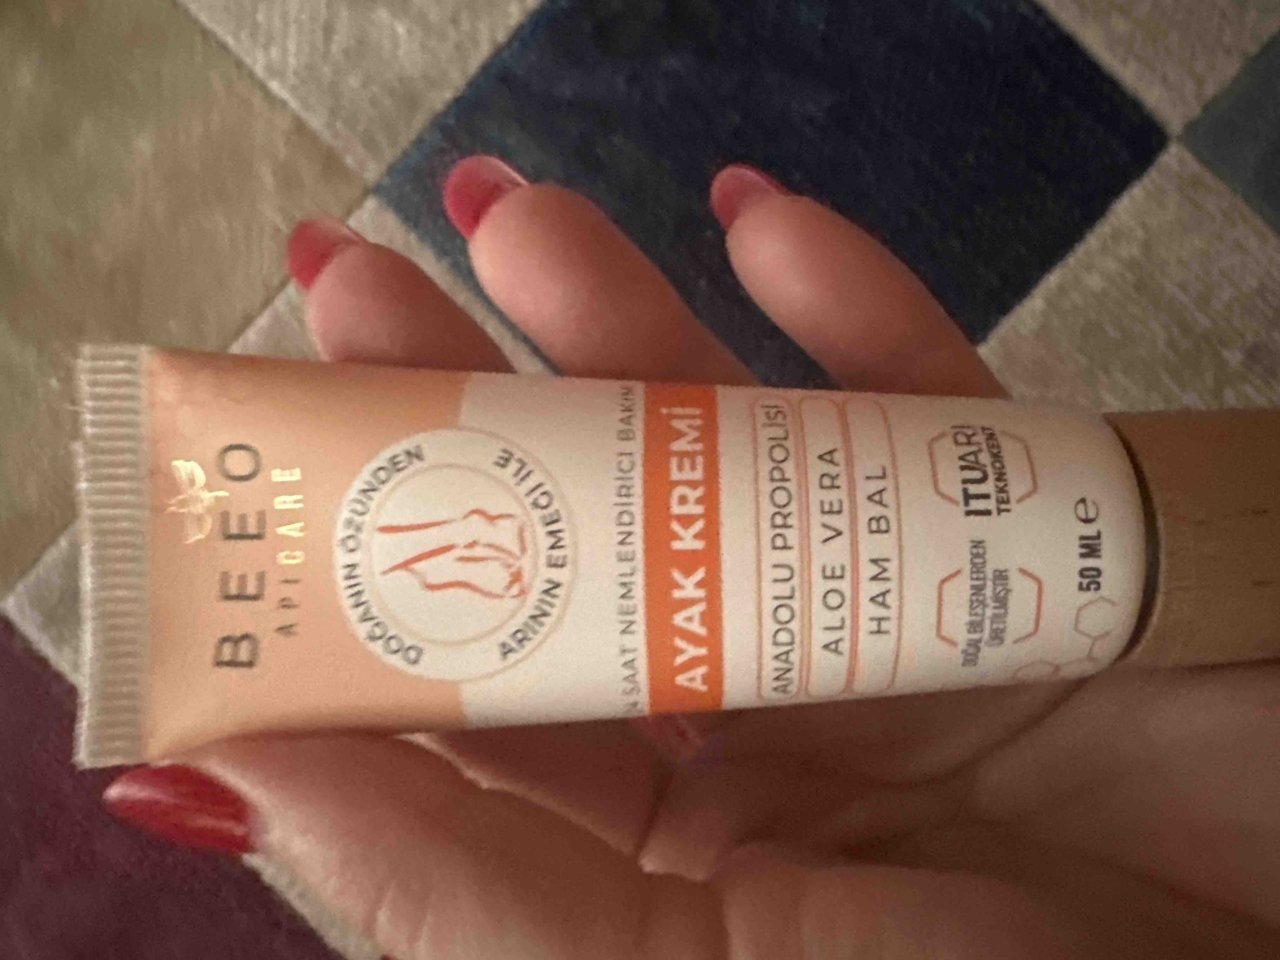 BEEO
APICARE
DOĞANIN ÖZÜNDEN
ARININ EMEĞİ İLE
SAAT NEMLENDİRİCİ BAKIM
AYAK KREMİ
ANADOLU PROPOLİSİ
ALOE VERA
HAM BAL
DOĞAL BİLEŞENLERDEN
ÜRETİLMİŞTİR
ITUARI
TEKNOKENT
50 ML e